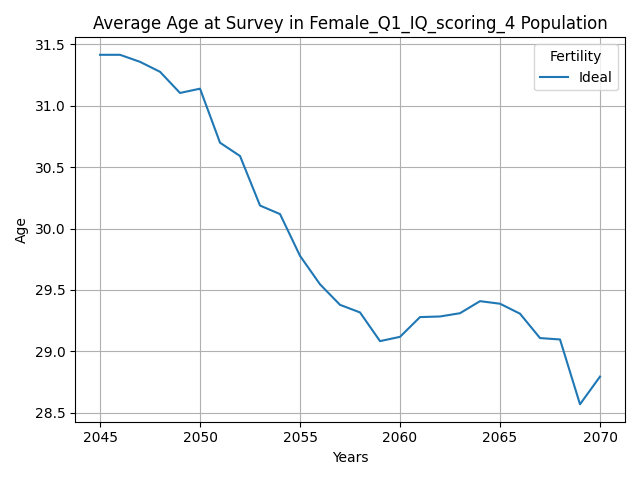 Average Age at Survey in Female_Q1_IQ_scoring_4 Population
Fertility
Ideal
31.5
31.0
30.5
30.0
29.5
29.0
28.5
Age
2045 2050 2055 2060 2065 2070
Years